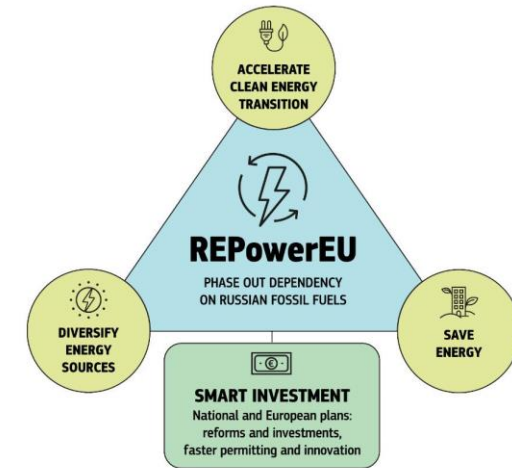 ACCELERATE
CLEAN ENERGY
TRANSITION
REPowerEU
PHASE OUT DEPENDENCY
ON RUSSIAN FOSSIL FUELS
DIVERSIFY
ENERGY
SOURCES
SAVE
ENERGY
€
SMART INVESTMENT
National and European plans:
reforms and investments,
faster permitting and innovation